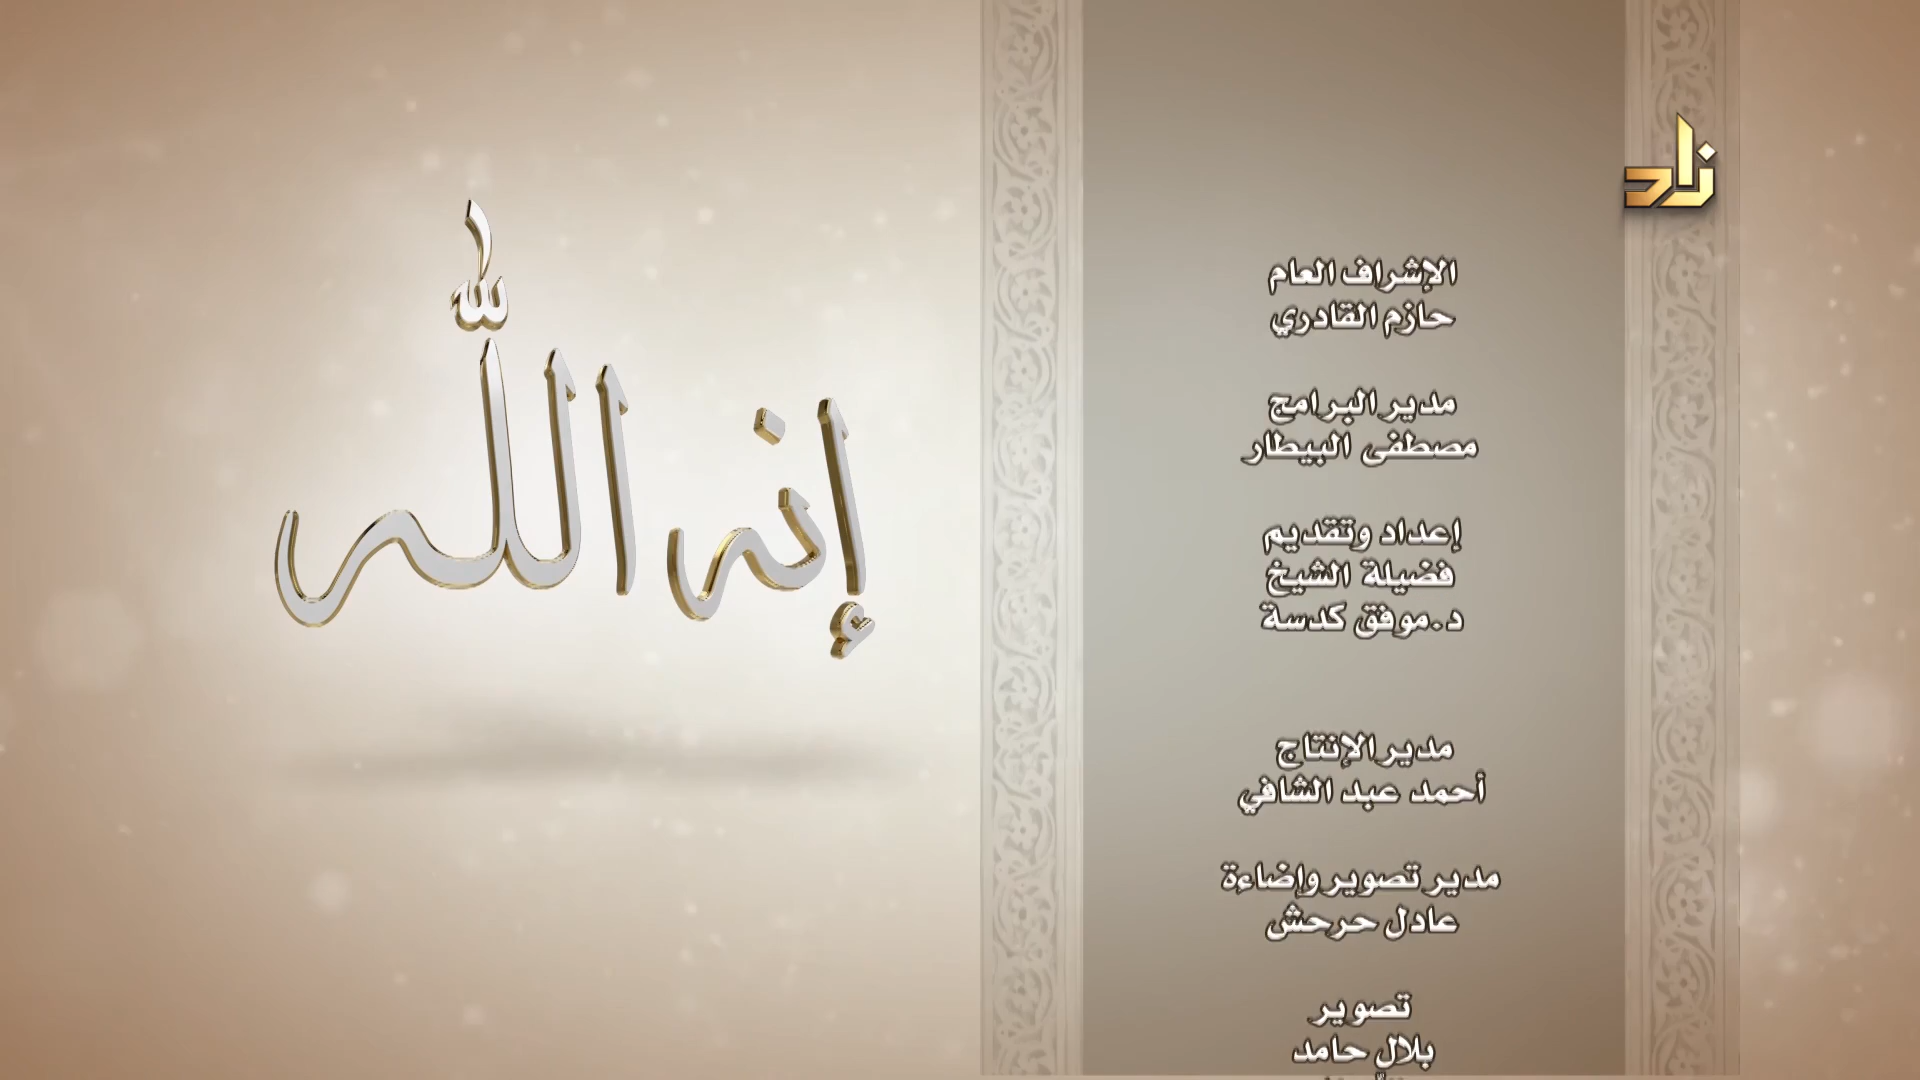 زاد
إنه الله
الإشراف العام
حازم القادري
مدير البرامج
مصطفى البيطار
إعداد وتقديم
فضيلة الشيخ
د.موفق كدسة
مدير الإنتاج
أحمد عبد الشافي
مدير تصوير وإضاءة
عادل حرحش
تصوير
بلال حامد